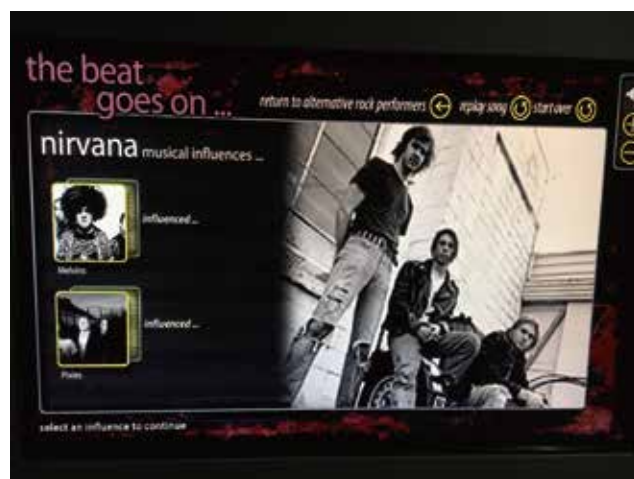 the beat
goes on ...
return to alternative rock performers
replay song
start over
nirvana musical influences ...
influenced ...
Melvins
influenced ...
Pixies
select an influence to continue